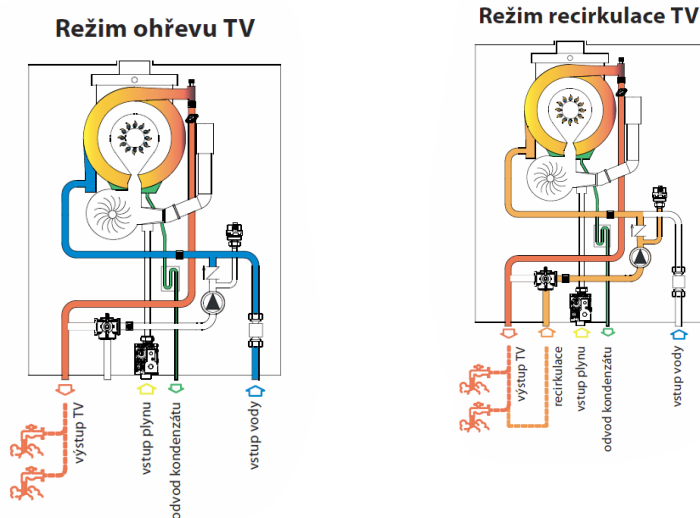 Režim ohřevu TV
výstup TV
vstup plynu
odvod kondenzátu
vstup vody
Režim recirkulace TV
výstup TV
recirkulace
vstup plynu
odvod kondenzátu
vstup vody